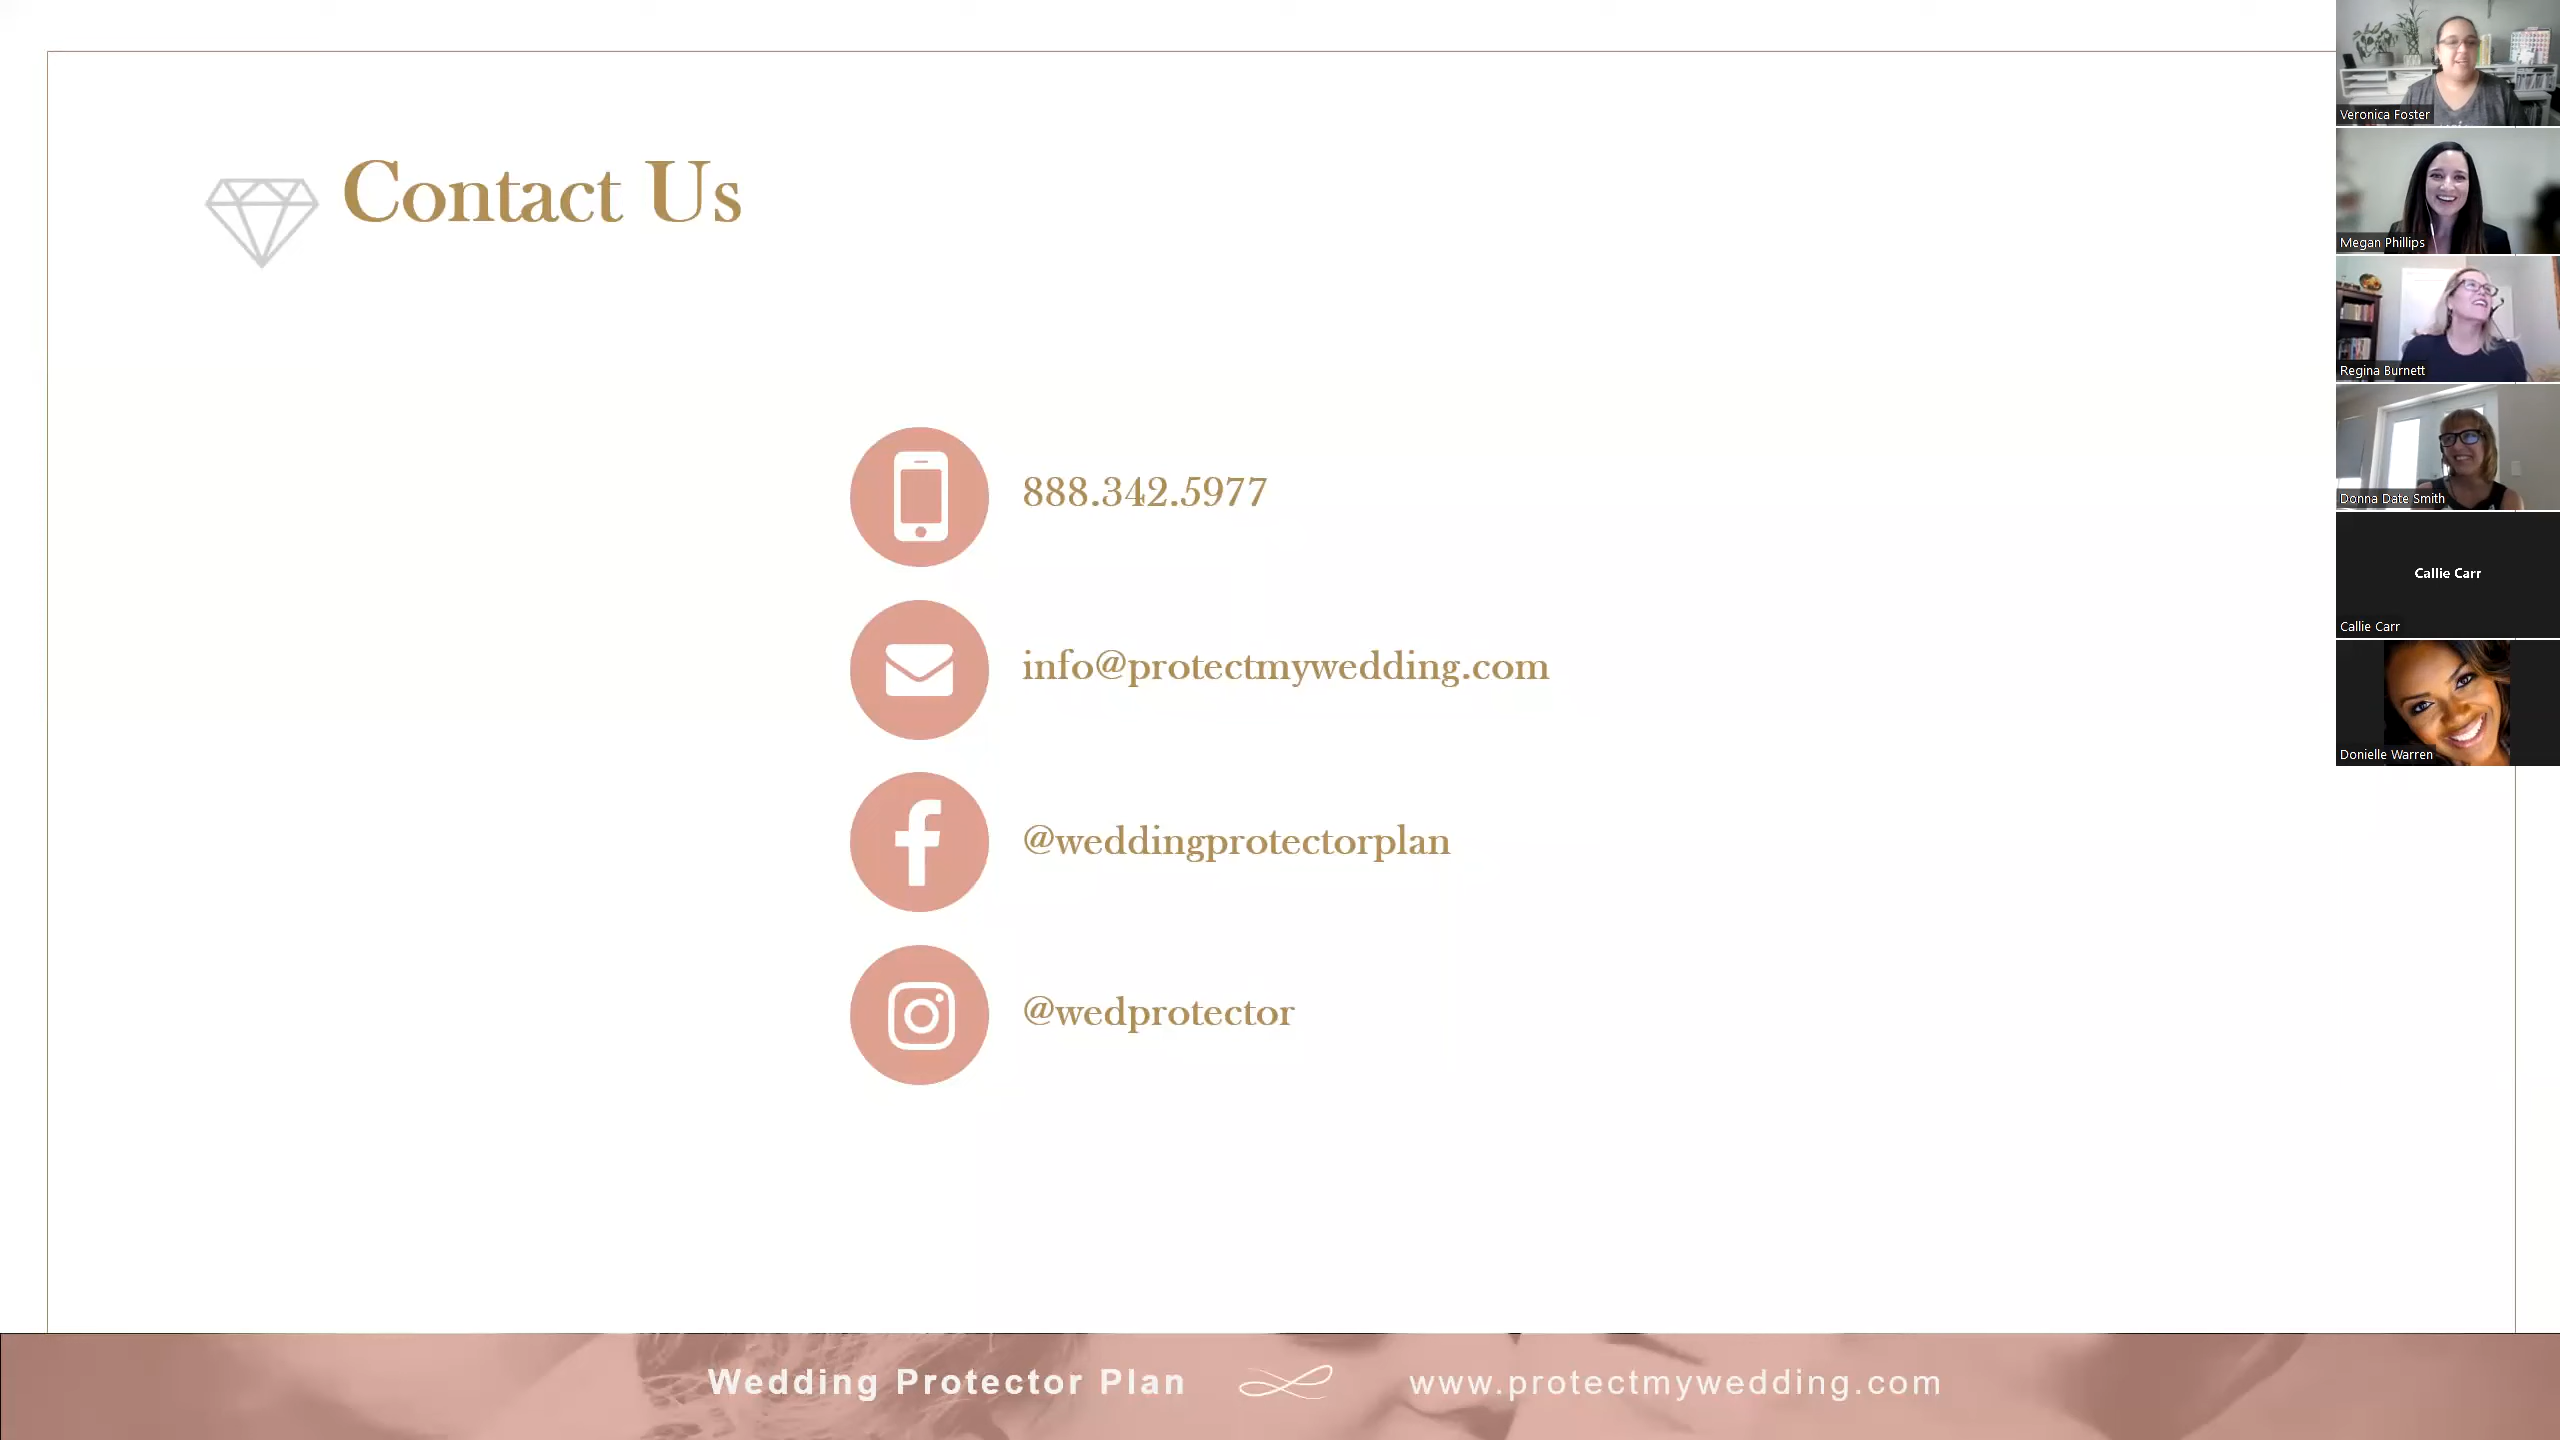 Contact Us
888.342.5977
info@protectmywedding.com
@weddingprotectorplan
@wedprotector
Wedding Protector Plan
www.protectmywedding.com
Veronica Foster
Megan Phillips
Regina Burnett
Donna Date Smith
Callie Carr
Callie Carr
Donielle Warren